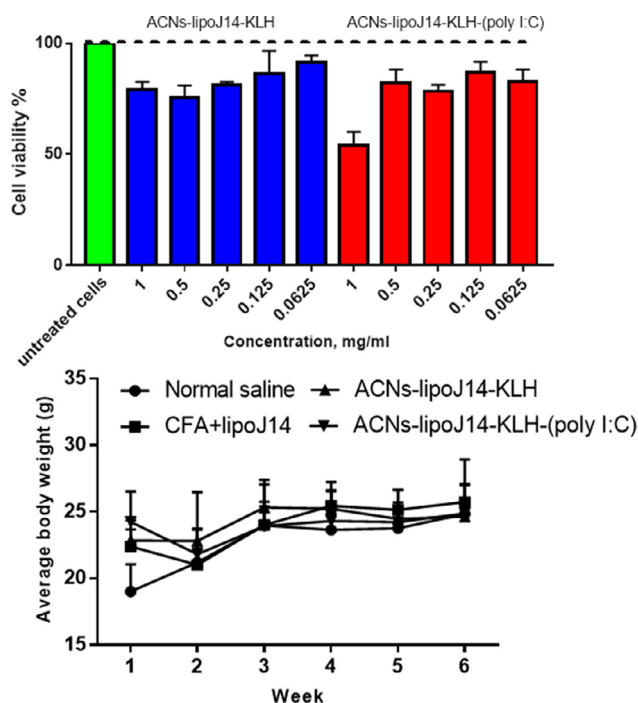 ACNs-lipoJ14-KLH ACNs-lipoJ14-KLH-(poly I:C)
100
50
0
Cell viability %
untreated cells 1 0.5 0.25 0.125 0.0625 1 0.5 0.25 0.125 0.0625
Concentration, mg/ml
35
30
25
20
15
Average body weight (g)
Normal saline ACNs-lipoJ14-KLH
CFA+lipoJ14 ACNs-lipoJ14-KLH-(poly I:C)
1 2 3 4 5 6
Week